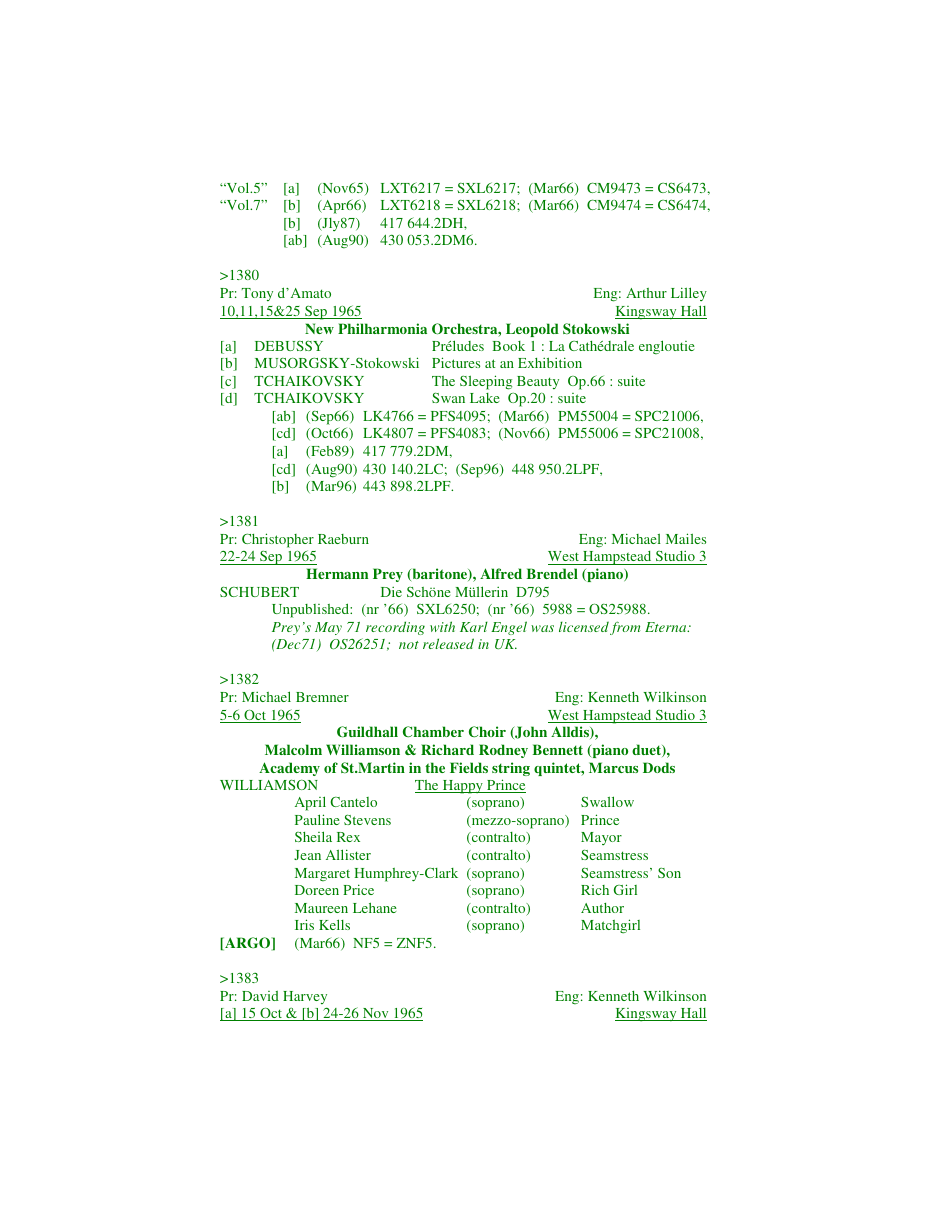 “Vol.5” [a] (Nov65) LXT6217 = SXL6217; (Mar66) CM9473 = CS6473,
“Vol.7” [b] (Apr66) LXT6218 = SXL6218; (Mar66) CM9474 = CS6474,
[b] (Jly87) 417 644.2DH,
[ab] (Aug90) 430 053.2DM6.
>1380
Pr: Tony d’Amato Eng: Arthur Lilley
10,11,15&25 Sep 1965 Kingsway Hall
New Philharmonia Orchestra, Leopold Stokowski
[a] DEBUSSY Préludes Book 1 : La Cathédrale engloutie
[b] MUSORGSKY-Stokowski Pictures at an Exhibition
[c] TCHAIKOVSKY The Sleeping Beauty Op.66 : suite
[d] TCHAIKOVSKY Swan Lake Op.20 : suite
[ab] (Sep66) LK4766 = PFS4095; (Mar66) PM55004 = SPC21006,
[cd] (Oct66) LK4807 = PFS4083; (Nov66) PM55006 = SPC21008,
[a] (Feb89) 417 779.2DM,
[cd] (Aug90) 430 140.2LC; (Sep96) 448 950.2LPF,
[b] (Mar96) 443 898.2LPF.
>1381
Pr: Christopher Raeburn Eng: Michael Mailes
22-24 Sep 1965 West Hampstead Studio 3
Hermann Prey (baritone), Alfred Brendel (piano)
SCHUBERT Die Schöne Müllerin D795
Unpublished: (nr ’66) SXL6250; (nr ’66) 5988 = OS25988.
Prey’s May 71 recording with Karl Engel was licensed from Eterna:
(Dec71) OS26251; not released in UK.
>1382
Pr: Michael Bremner Eng: Kenneth Wilkinson
5-6 Oct 1965 West Hampstead Studio 3
Guildhall Chamber Choir (John Alldis),
Malcolm Williamson & Richard Rodney Bennett (piano duet),
Academy of St.Martin in the Fields string quintet, Marcus Dods
WILLIAMSON The Happy Prince
April Cantelo (soprano) Swallow
Pauline Stevens (mezzo-soprano) Prince
Sheila Rex (contralto) Mayor
Jean Allister (contralto) Seamstress
Margaret Humphrey-Clark (soprano) Seamstress’ Son
Doreen Price (soprano) Rich Girl
Maureen Lehane (contralto) Author
Iris Kells (soprano) Matchgirl
[ARGO] (Mar66) NF5 = ZNF5.
>1383
Pr: David Harvey Eng: Kenneth Wilkinson
[a] 15 Oct & [b] 24-26 Nov 1965 Kingsway Hall